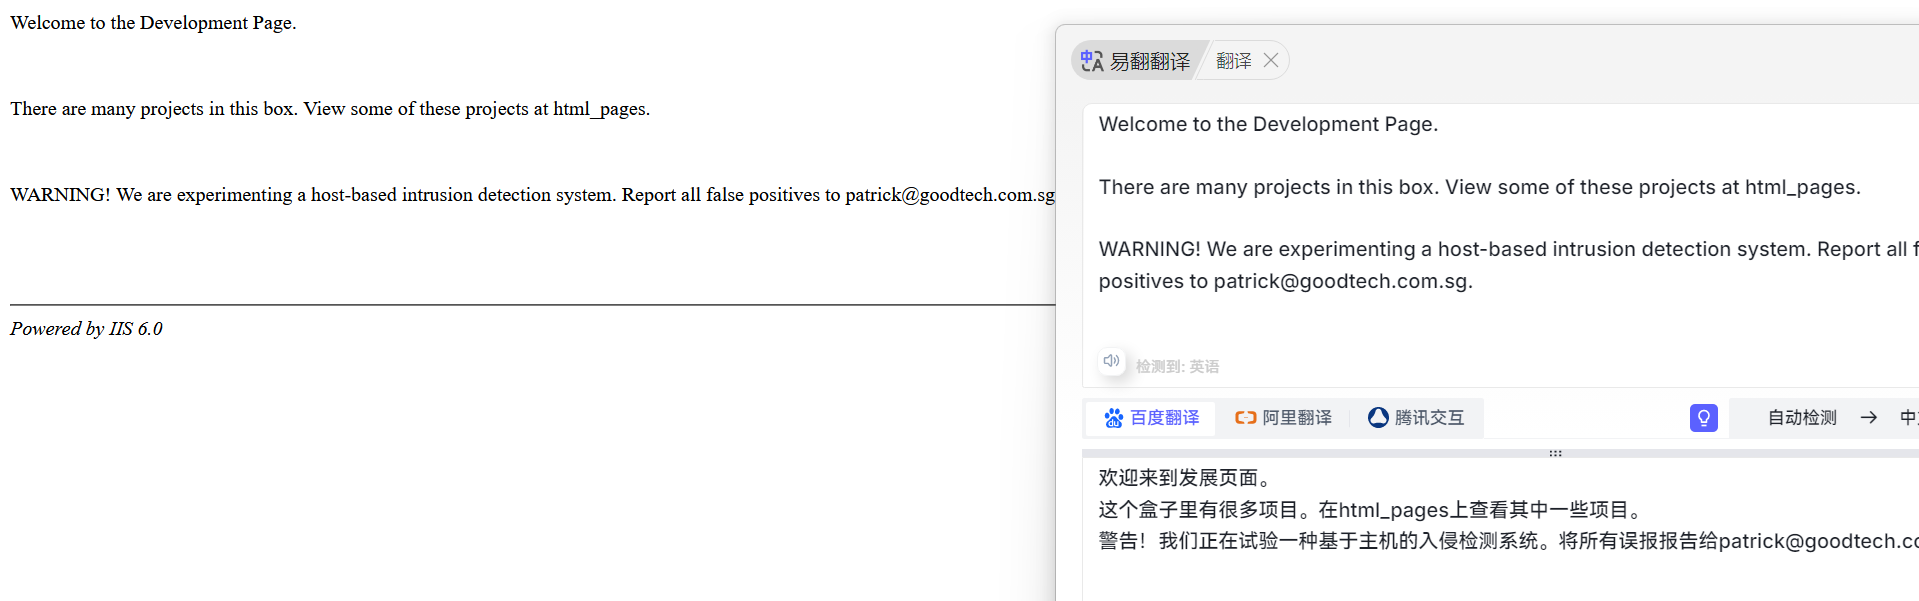 Welcome to the Development Page.
There are many projects in this box. View some of these projects at html_pages.
WARNING! We are experimenting a host-based intrusion detection system. Report all false positives to patrick@goodtech.com.sg
Powered by IIS 6.0
易翻翻译 翻译
Welcome to the Development Page.
There are many projects in this box. View some of these projects at html_pages.
WARNING! We are experimenting a host-based intrusion detection system. Report all
positives to patrick@goodtech.com.sg.
检测到: 英语
百度翻译 阿里翻译 腾讯交互 自动检测 → 中
欢迎来到发展页面。
这个盒子里有很多项目。在html_pages上查看其中一些项目。
警告！我们正在试验一种基于主机的入侵检测系统。将所有误报报告给patrick@goodtech.co